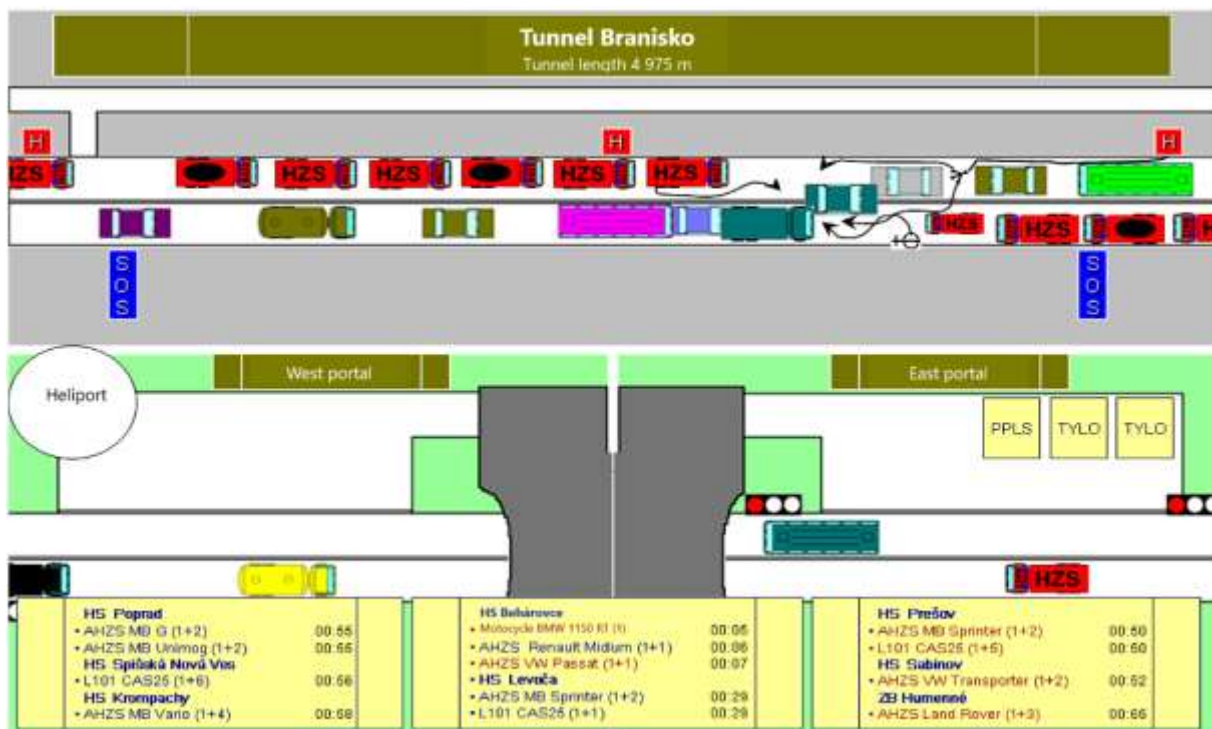 Tunnel Branisko
Tunnel length 4 975 m
H
H
H
HZS
HZS
HZS
HZS
HZS
HZS
HZS
S
O
S
S
O
S
Heliport
West portal
East portal
PPLS
TYLO
TYLO
HZS
HS Poprad
• AHZS MB G (1+2) 00:55
• AHZS MB Unimog (1+2) 00:55
HS Spišská Nová Ves
• L101 CAS25 (1+6) 00:56
HS Krompachy
• AHZS MB Vario (1+4) 00:58
HS Behárovce
• Motocycle BMW 1150 RT (1) 00:05
• AHZS Renault Midlum (1+1) 00:06
• AHZS VW Passat (1+1) 00:07
• HS Levoča
• AHZS MB Sprinter (1+2) 00:29
• L101 CAS25 (1+1) 00:29
HS Prešov
• AHZS MB Sprinter (1+2) 00:50
• L101 CAS25 (1+5) 00:50
HS Sabinov
• AHZS VW Transporter (1+2) 00:52
ZB Humenné
• AHZS Land Rover (1+3) 00:65